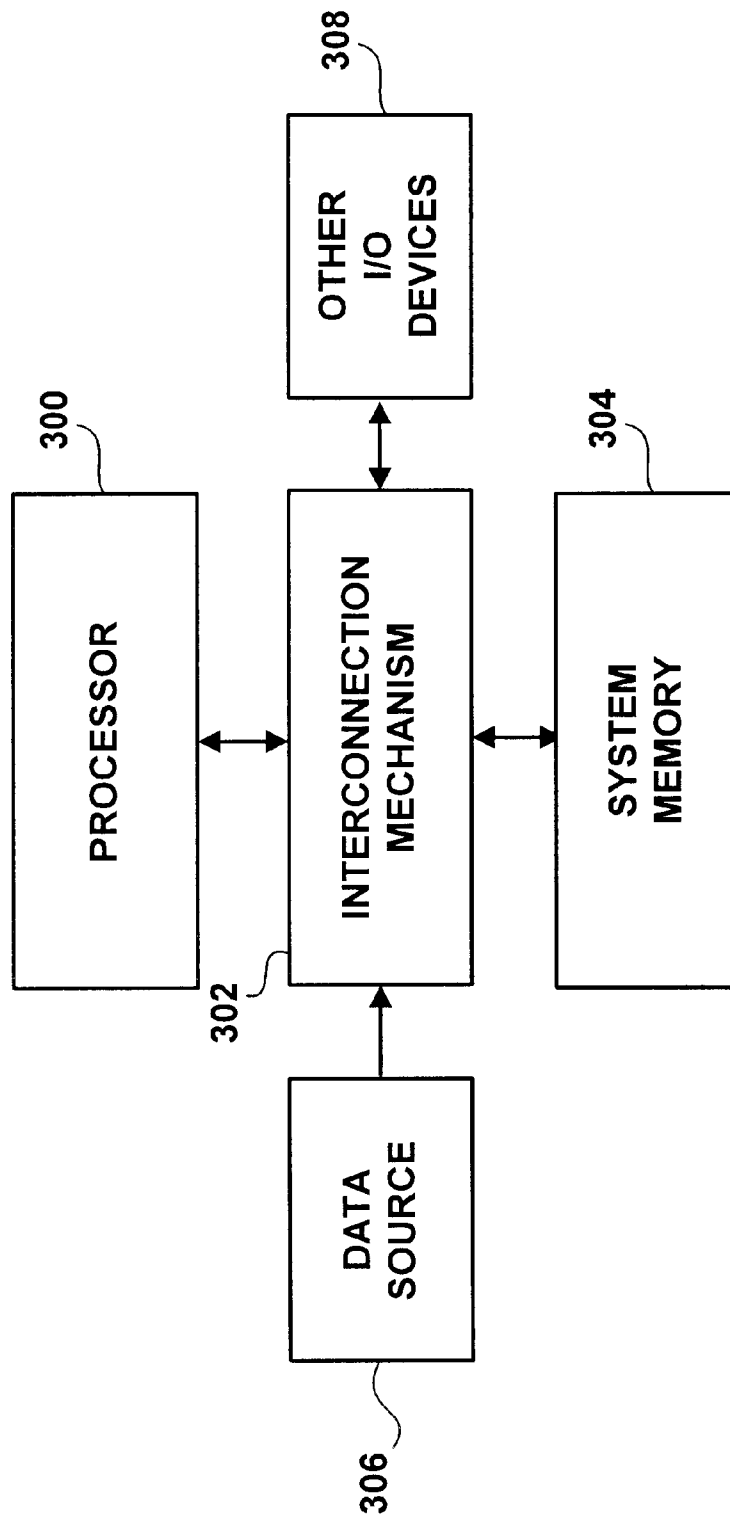 300
PROCESSOR
302
306
DATA
SOURCE
INTERCONNECTION
MECHANISM
308
OTHER
I/O
DEVICES
304
SYSTEM
MEMORY